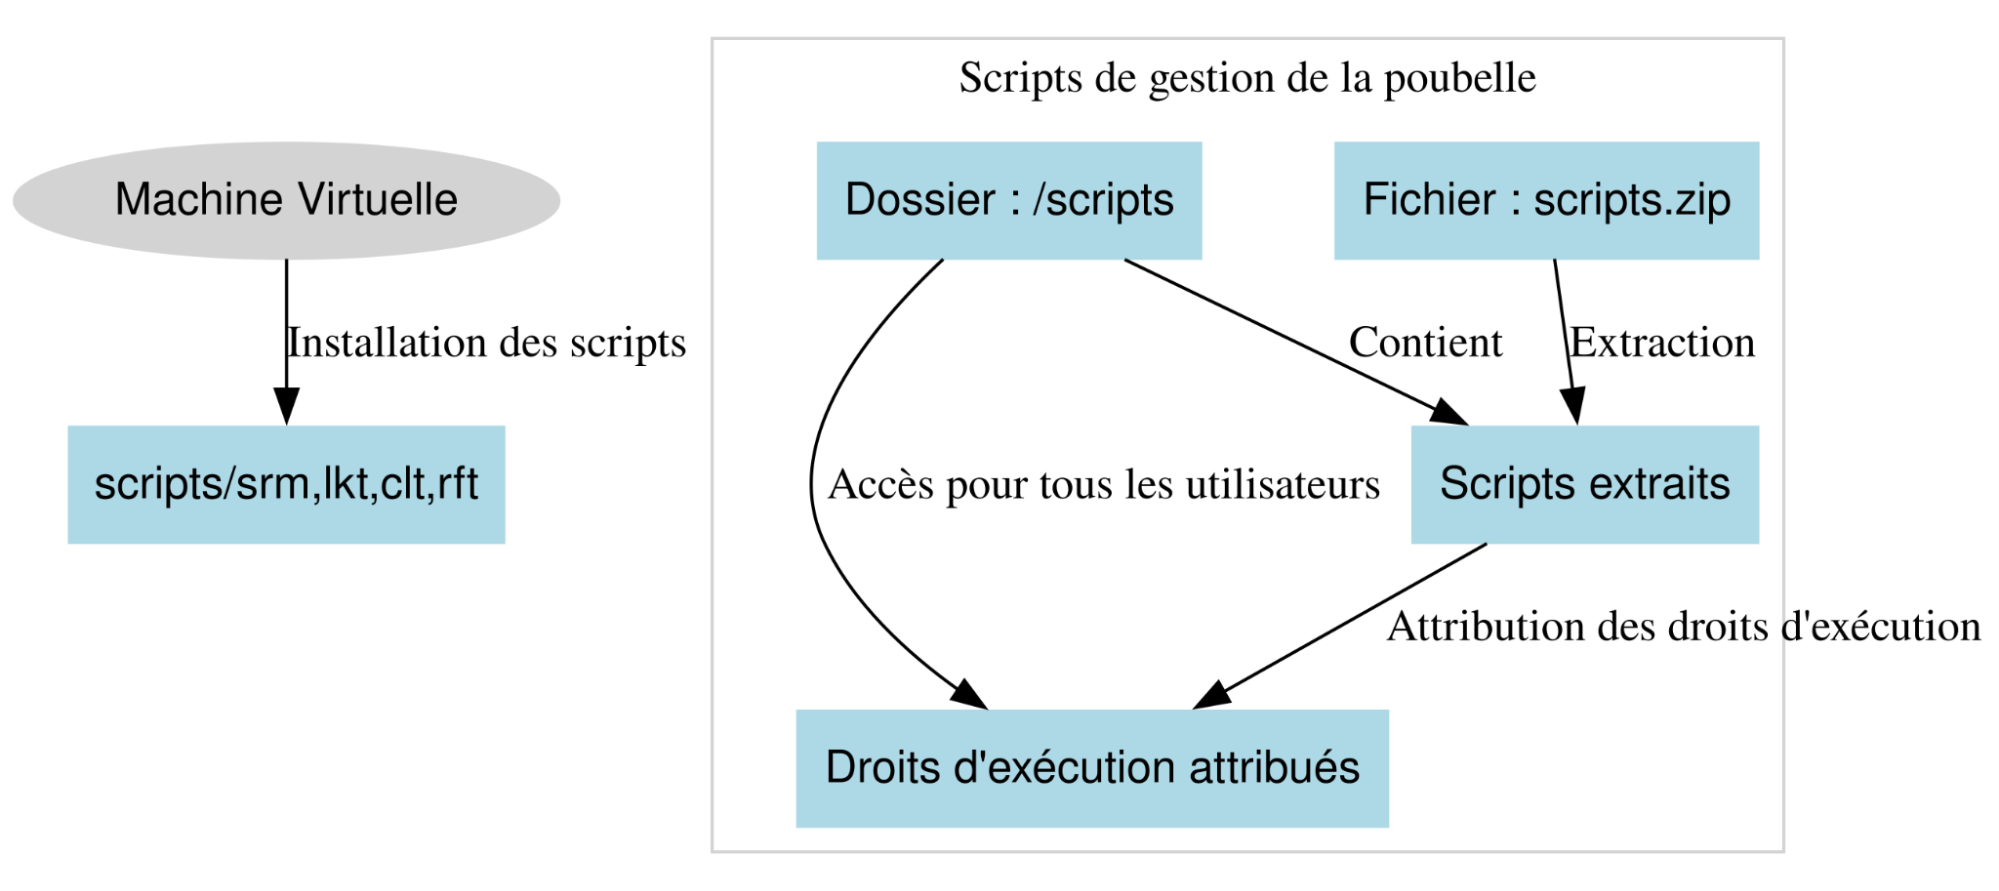 Scripts de gestion de la poubelle
Machine Virtuelle
Dossier : /scripts
Fichier : scripts.zip
Installation des scripts
Contient
Extraction
scripts/srm,lkt,clt,rft
Accès pour tous les utilisateurs
Scripts extraits
Attribution des droits d'exécution
Droits d'exécution attribués